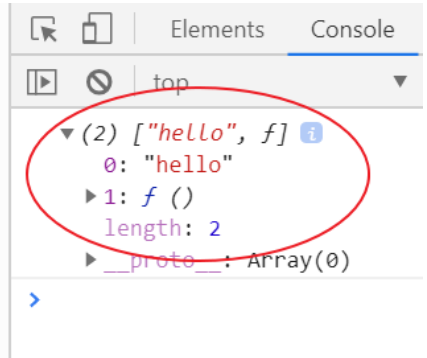 Elements Console
top
(2) ["hello", f]
0: "hello"
1: f ()
length: 2
__proto__: Array(0)